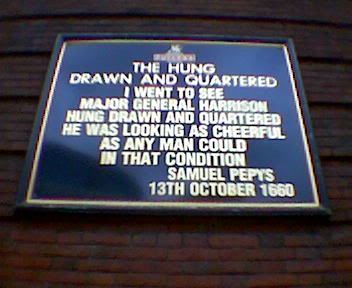 FULLERS
THE HUNG
DRAWN AND QUARTERED
I WENT TO SEE
MAJOR GENERAL HARRISON
HUNG DRAWN AND QUARTERED
HE WAS LOOKING AS CHEERFUL
AS ANY MAN COULD
IN THAT CONDITION
SAMUEL PEPYS
13TH OCTOBER 1660